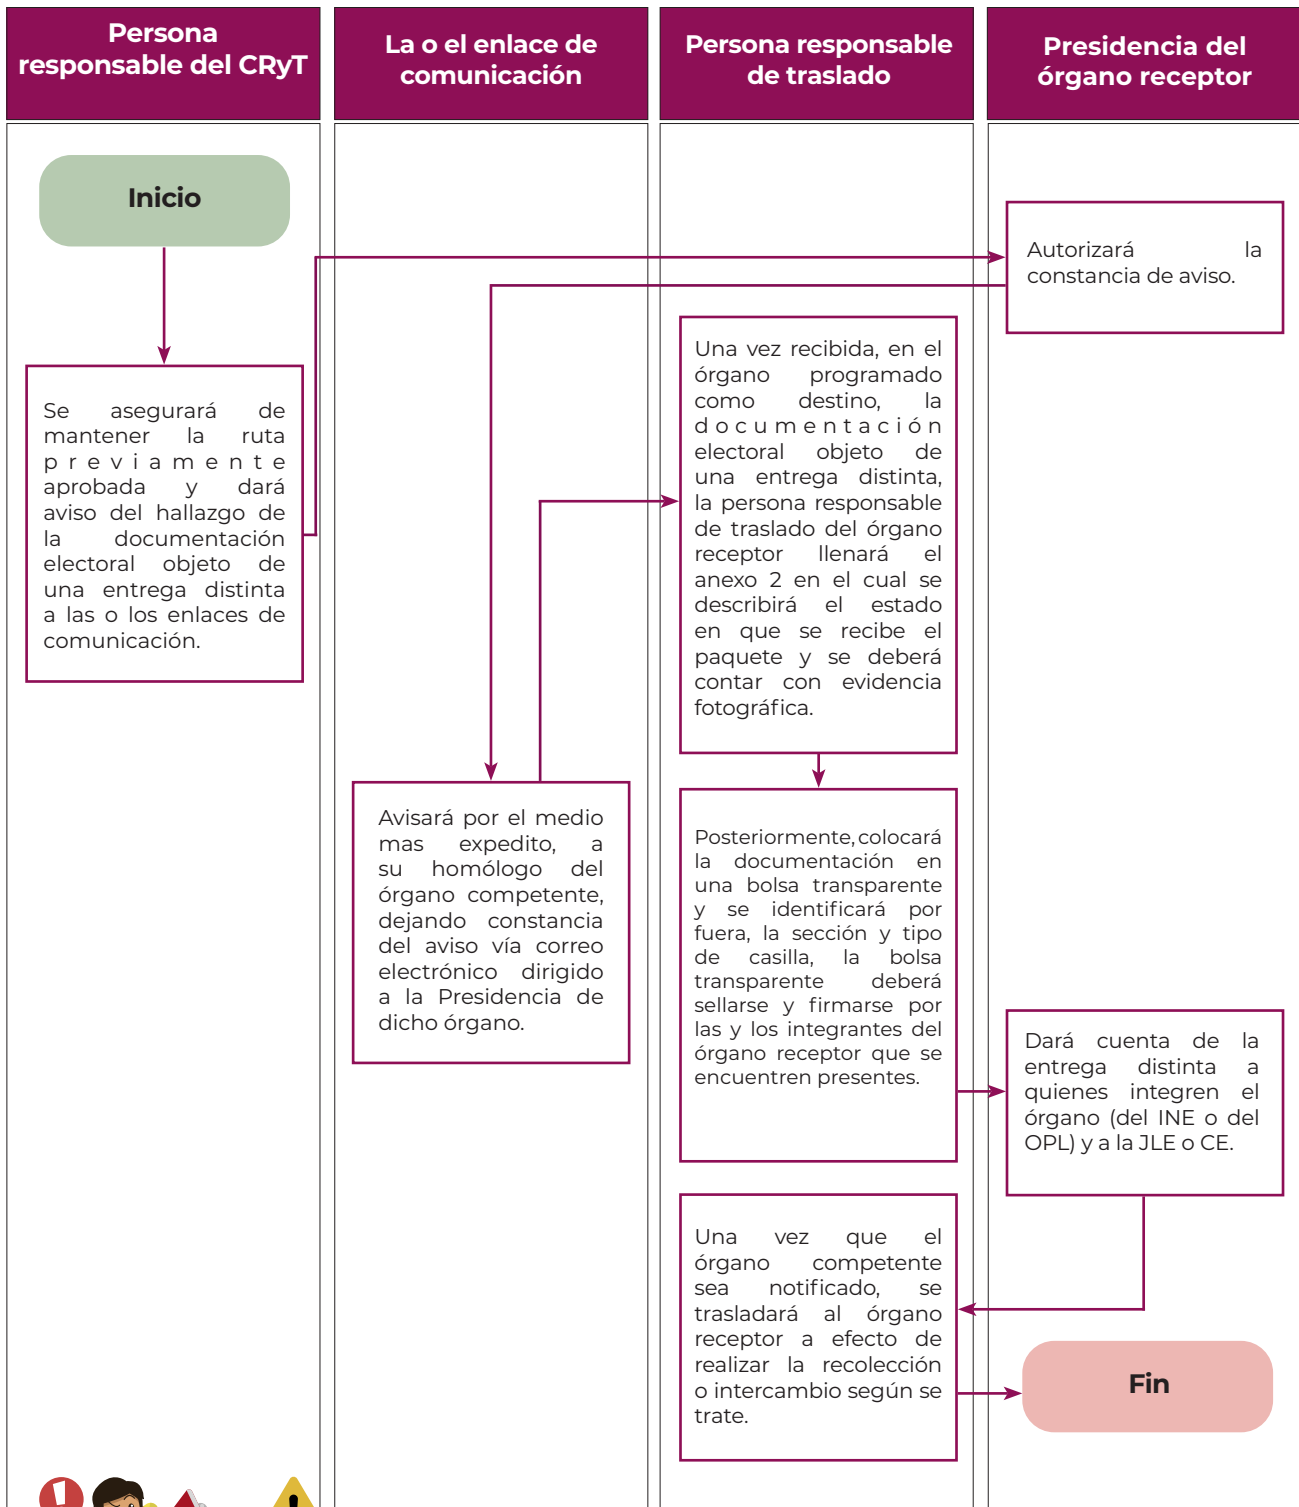 Persona
responsable del CRyT
La o el enlace de
comunicación
Persona responsable
de traslado
Presidencia del
órgano receptor
Inicio
Se asegurará de
mantener la ruta
previamente
aprobada y dará
aviso del hallazgo de
la documentación
electoral objeto de
una entrega distinta
a las o los enlaces de
comunicación.
Autorizará la
constancia de aviso.
Avisará por el medio
mas expedito, a
su homólogo del
órgano competente,
dejando constancia
del aviso vía correo
electrónico dirigido
a la Presidencia de
dicho órgano.
Una vez recibida, en el
órgano programado
como destino, la
documentación
electoral objeto de
una entrega distinta,
la persona responsable
de traslado del órgano
receptor llenará el
anexo 2 en el cual se
describirá el estado
en que se recibe el
paquete y se deberá
contar con evidencia
fotográfica.
Posteriormente, colocará
la documentación en
una bolsa transparente
y se identificará por
fuera, la sección y tipo
de casilla, la bolsa
transparente deberá
sellarse y firmarse por
las y los integrantes del
órgano receptor que se
encuentren presentes.
Dará cuenta de la
entrega distinta a
quienes integren el
órgano (del INE o del
OPL) y a la JLE o CE.
Una vez que el
órgano competente
sea notificado, se
trasladará al órgano
receptor a efecto de
realizar la recolección
o intercambio según se
trate.
Fin